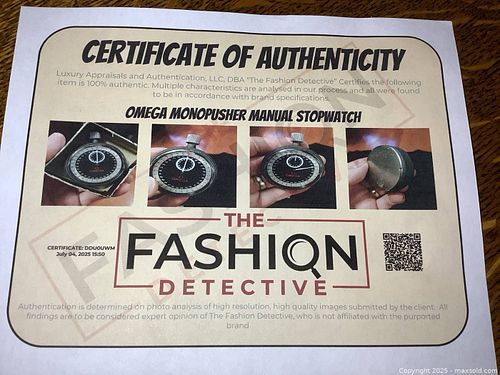 CERTIFICATE OF AUTHENTICITY
Luxury Appraisals and Authentication, LLC, DBA "The Fashion Detective" Certifies the following
item is 100% authentic. Multiple characteristics are analysed in our process and all were found
to be in accordance with brand specifications.
OMEGA MONOPUSHER MANUAL STOPWATCH
THE
FASHION
DETECTIVE
CERTIFICATE: DDU0UWM
July 04, 2025 15:50
Authentication is determined on photo analysis of high resolution, high quality images submitted by the client. All
findings are to be considered expert opinion of The Fashion Detective, who is not affiliated with the purported
brand
Copyright 2025 - maxsold.com